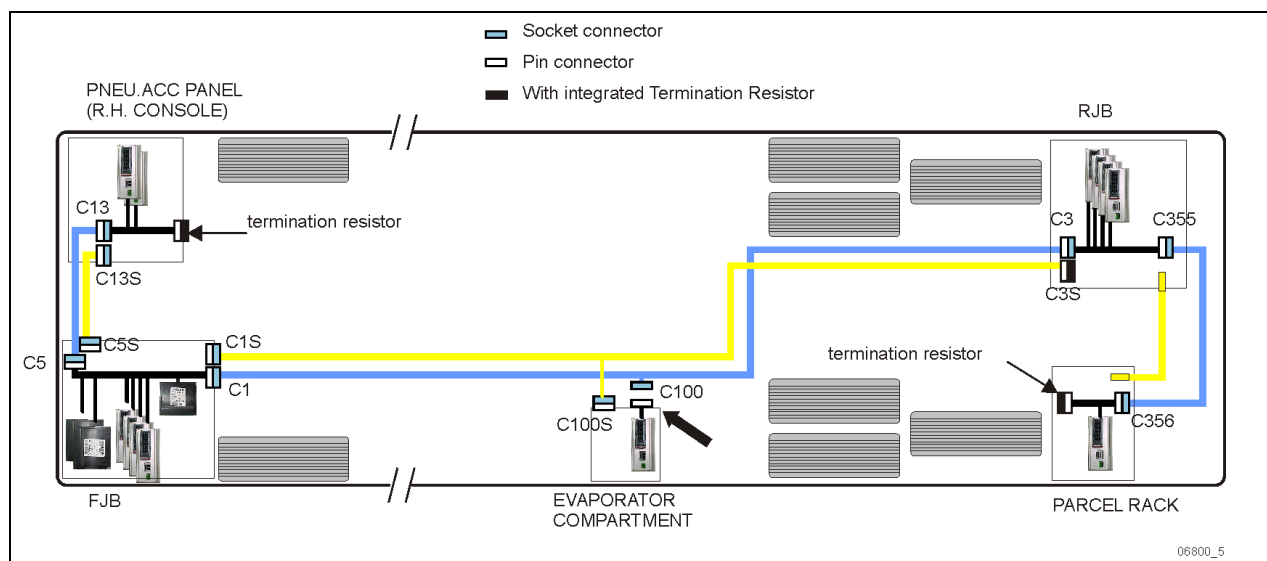 Socket connector
Pin connector
With integrated Termination Resistor
PNEU.ACC PANEL
(R.H. CONSOLE)
RJB
C13
termination resistor
C3
C355
C13S
C3S
C5
C5S
C1S
C1
termination resistor
C100
C100S
C356
FJB
EVAPORATOR
COMPARTMENT
PARCEL RACK
06800_5